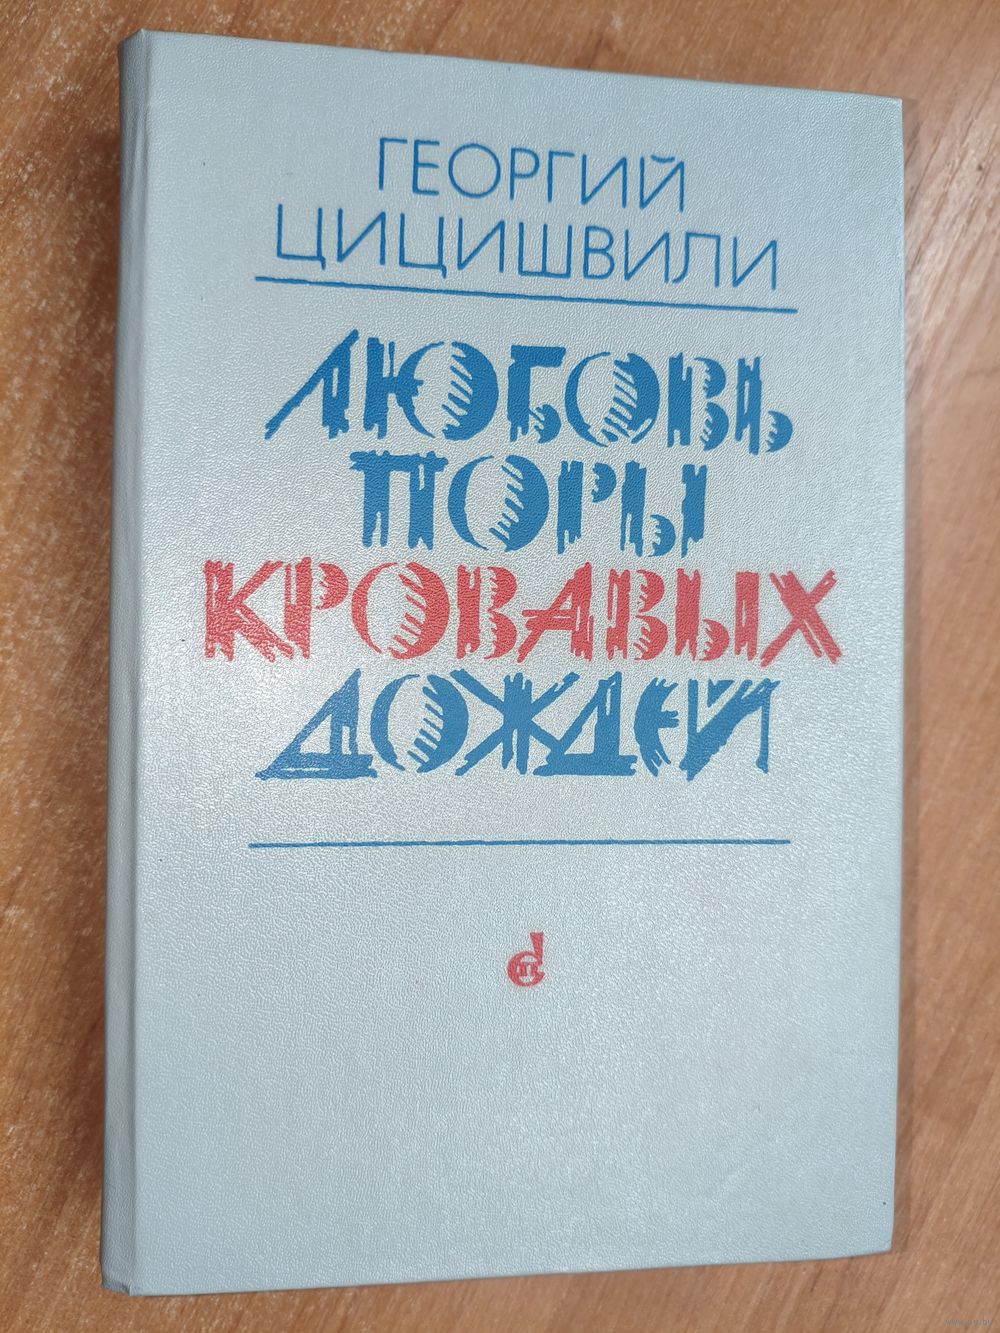 ГЕОРГИЙ
ЦИЦИШВИЛИ
ЛЮБОВЬ
ПОРЫ
КРОВАВЫХ
ДОЖДЕЙ